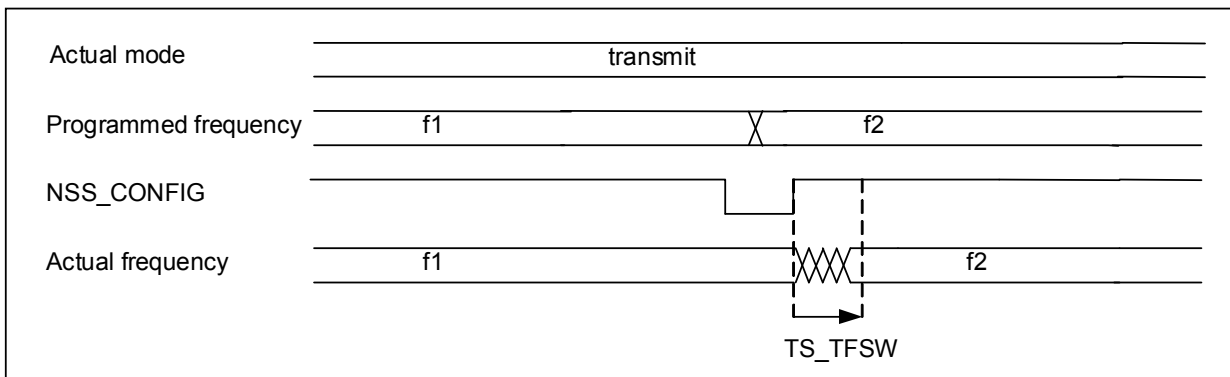 Actual mode
transmit
Programmed frequency
f1
f2
NSS_CONFIG
Actual frequency
f1
f2
TS_TFSW